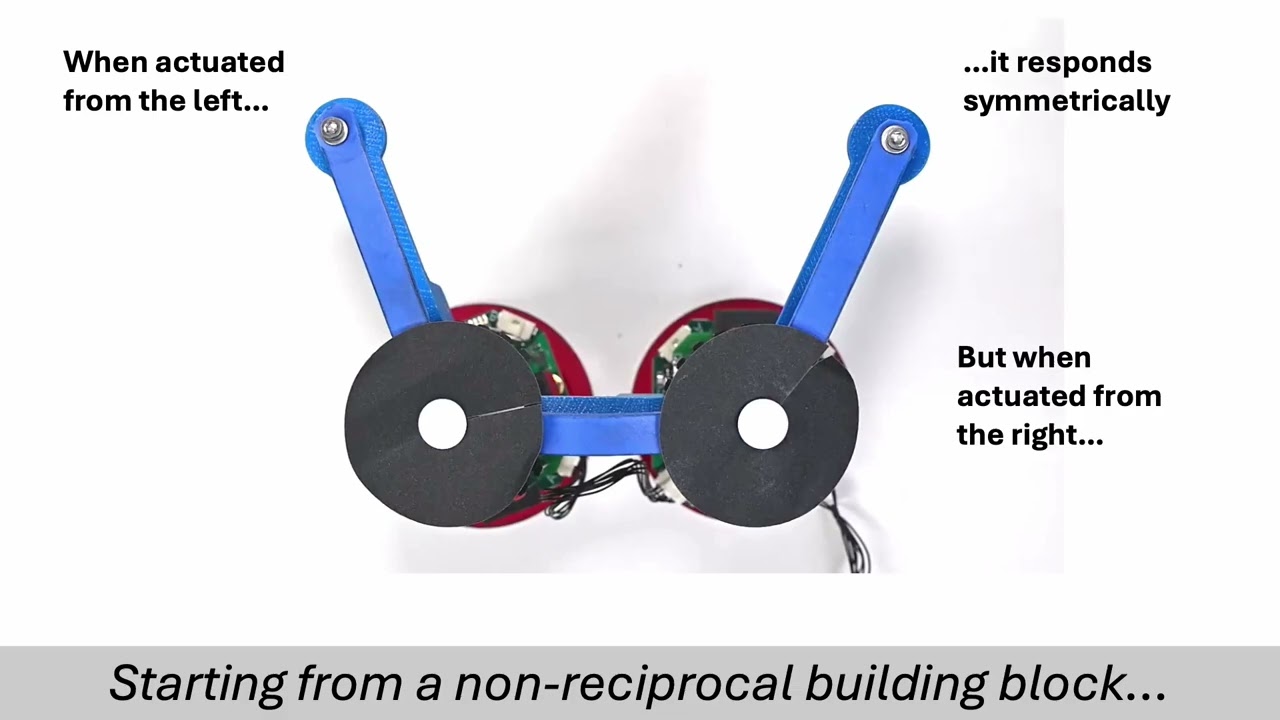 When actuated
from the left...
...it responds
symmetrically
But when
actuated from
the right...
Starting from a non-reciprocal building block...